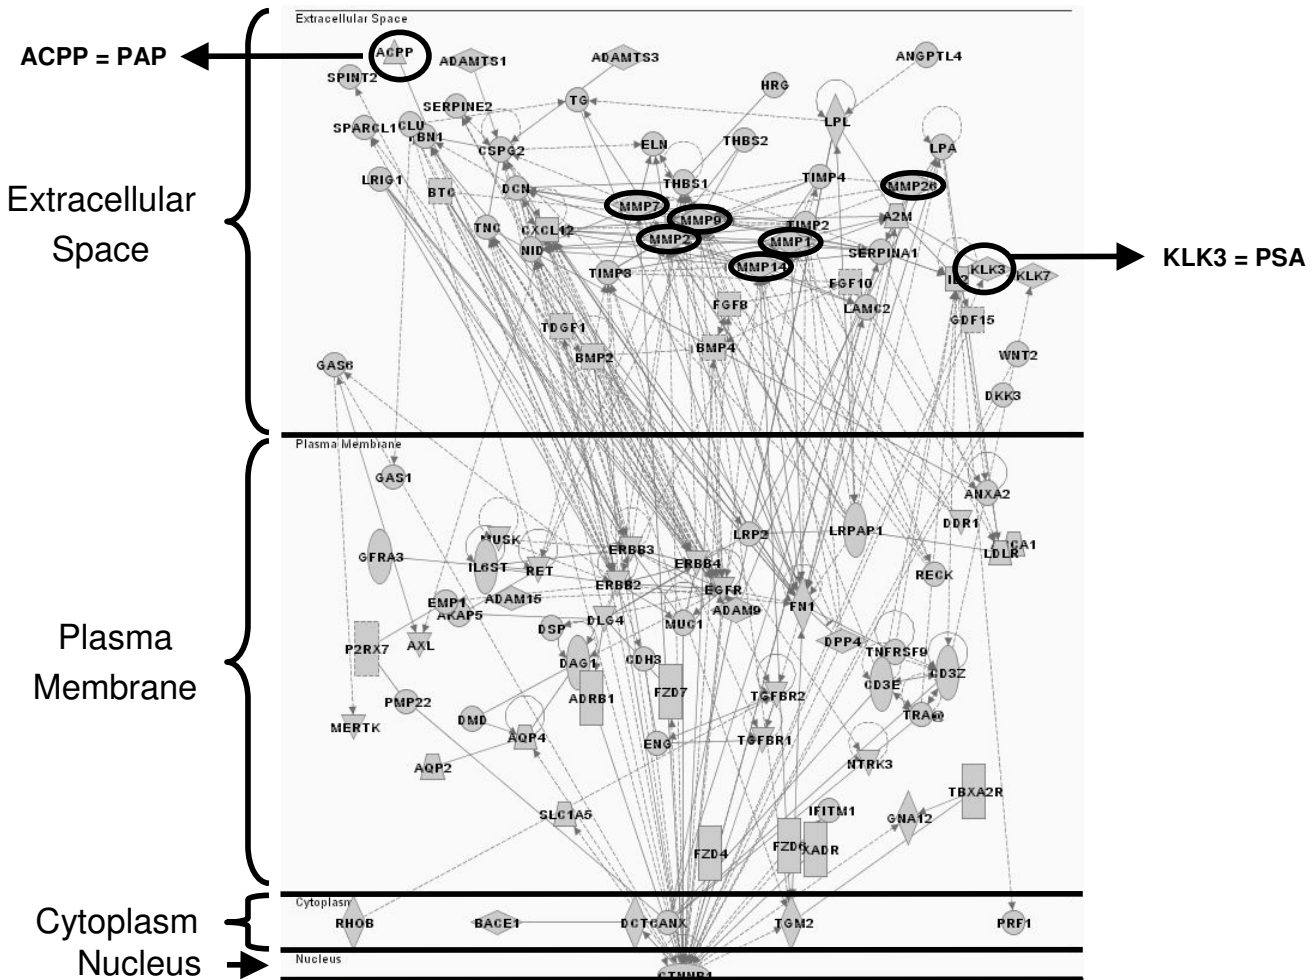 Extracellular Space
ACPP = PAP
ACPP
ADAMTS1
ADAMTS3
ANGPTL4
SPINT2
HRG
TG
SERPINE2
LPL
SPARCL1
CLU
FBN1
CSPG2
ELN
THBS2
LPA
LRIG1
BTC
DCN
THBS1
TIMP4
MMP26
MMP7
MMP9
TIMP2
A2M
TNC
CXCL12
MMP2
MMP1
NID
SERPINA1
Extracellular
Space
TIMP3
MMP14
KLK3
KLK7
KLK3 = PSA
FGF10
FGF8
LAMC2
GDF15
TDGF1
BMP2
BMP4
WNT2
GAS6
DKK3
Plasma Membrane
GAS1
ANXA2
DDR1
LRP2
LRPAP1
MUSK
ERBB3
GFRA3
IL6ST
RET
ERBB4
LDLR
ERBB2
EGFR
RECK
EMP1
ADAM15
AKAP5
ADAM9
FN1
DLG4
MUC1
DSP
P2RX7
AXL
DPP4
TNFRSF9
DAG1
CDH3
CD3E
CD3Z
Plasma
Membrane
ADRB1
FZD7
TGFBR2
PMP22
TRA@
MERTK
DMD
AQP4
ENG
TGFBR1
AQP2
NTRK3
TBXA2R
SLC1A5
IFITM1
GNA12
FZD4
FZD6
XADR
Cytoplasm
Cytoplasm
RHOB
BACE1
DCTCANX
TGM2
PRF1
Nucleus
Nucleus
CTNNB1